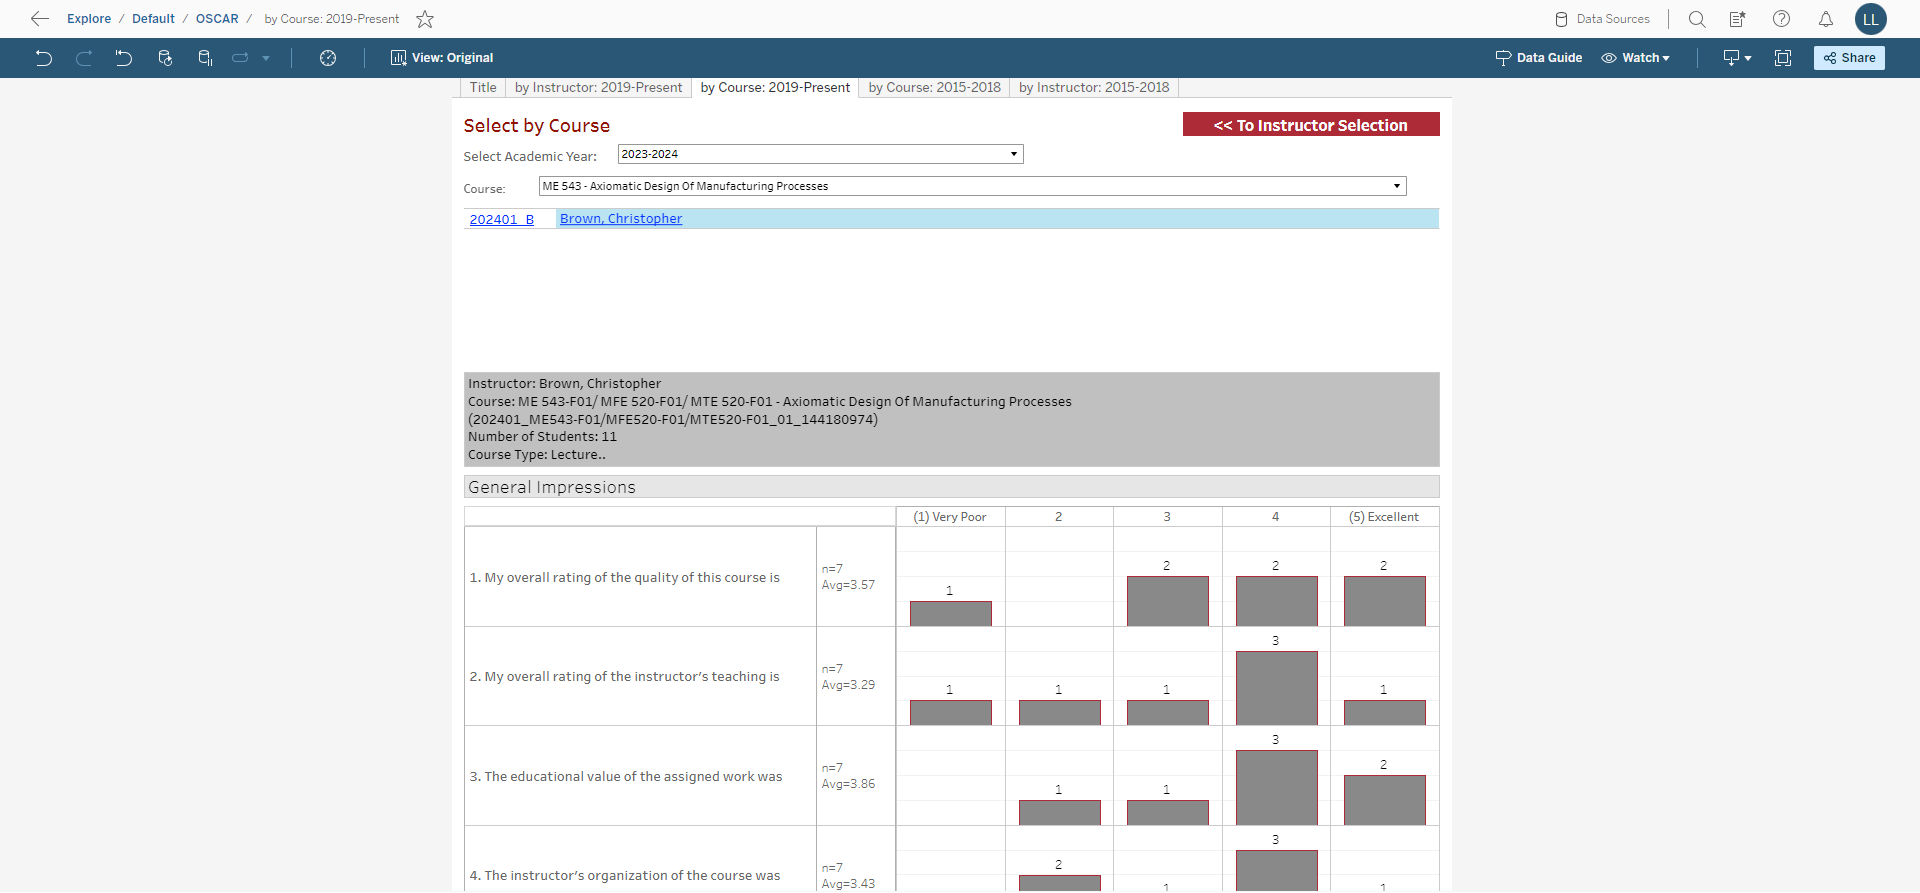 Explore / Default / OSCAR / by Course: 2019-Present
Data Sources
LL
View: Original
Data Guide
Watch
Share
Title
by Instructor: 2019-Present
by Course: 2019-Present
by Course: 2015-2018
by Instructor: 2015-2018
Select by Course
<< To Instructor Selection
Select Academic Year:
2023-2024
Course:
ME 543 - Axiomatic Design Of Manufacturing Processes
202401_B
Brown, Christopher
Instructor: Brown, Christopher
Course: ME 543-F01/ MFE 520-F01/ MTE 520-F01 - Axiomatic Design Of Manufacturing Processes
(202401_ME543-F01/MFE520-F01/MTE520-F01_01_144180974)
Number of Students: 11
Course Type: Lecture..
General Impressions
(1) Very Poor 2 3 4 (5) Excellent
1. My overall rating of the quality of this course is
n=7
Avg=3.57
1 2 2 2
2. My overall rating of the instructor's teaching is
n=7
Avg=3.29
1 1 1 3 1
3. The educational value of the assigned work was
n=7
Avg=3.86
1 1 3 2
4. The instructor's organization of the course was
n=7
Avg=3.43
2 1 3 1